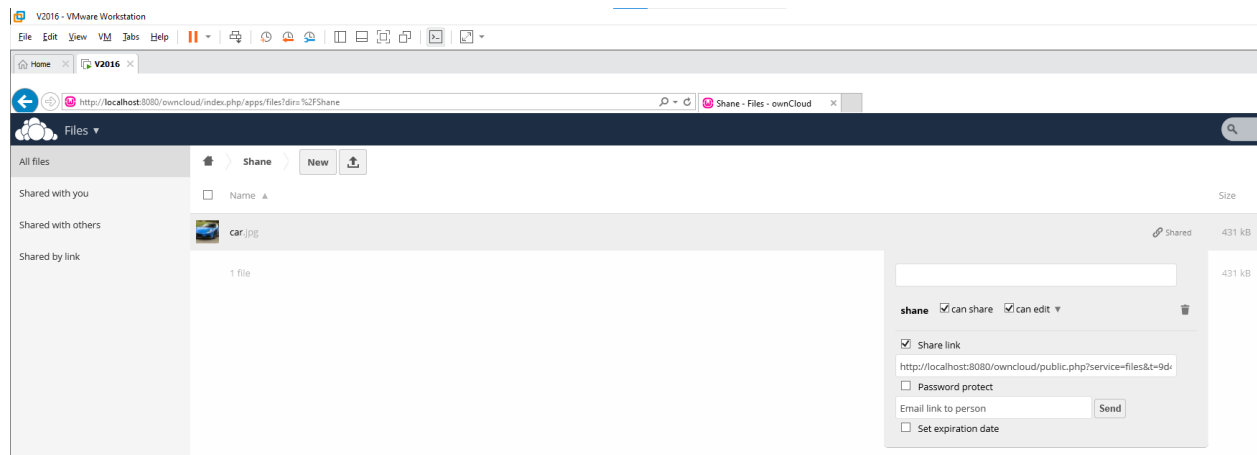 V2016 - VMware Workstation
File Edit View VM Tabs Help
Home V2016
http://localhost:8080/owncloud/index.php/apps/files?dir=%2FShane Shane - Files - ownCloud
Files
All files Shane New
Shared with you Name Size
Shared with others car.jpg Shared 431 kB
Shared by link
1 file 431 kB
shane can share can edit
Share link
http://localhost:8080/owncloud/public.php?service=files&t=9d
Password protect
Email link to person Send
Set expiration date